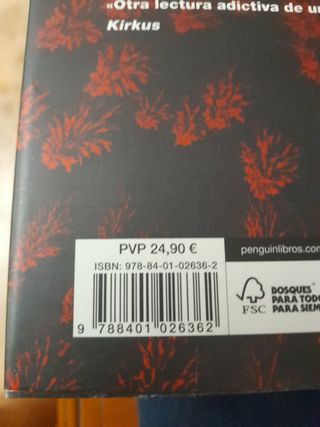 «Otra lectura adictiva de u
Kirkus
PVP 24,90 €
ISBN: 978-84-01-02636-2
9 788401 026362
penguinlibros.com
FSC
BOSQUES
PARA TODO
PARA SIEM